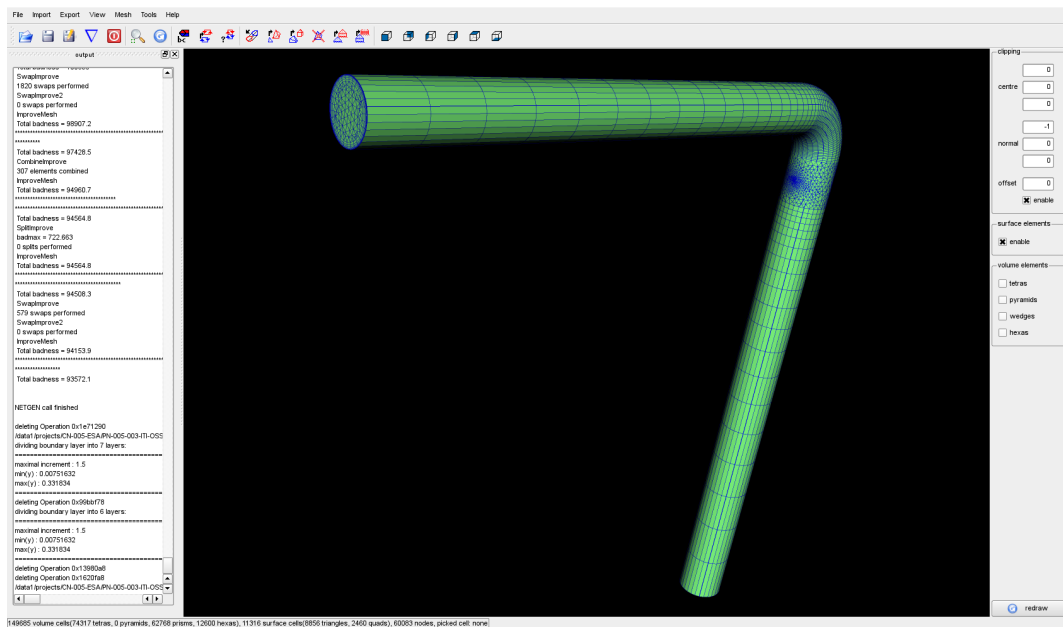 File Import Export View Mesh Tools Help
output
SwapImprove
1820 swaps performed
SwapImprove2
0 swaps performed
ImproveMesh
Total badness = 98907.2
**********
Total badness = 97428.5
CombineImprove
307 elements combined
ImproveMesh
Total badness = 94960.7
Total badness = 94564.8
SplitImprove
badmax = 722.663
0 splits performed
ImproveMesh
Total badness = 94564.8
Total badness = 94508.3
SwapImprove
579 swaps performed
SwapImprove2
0 swaps performed
ImproveMesh
Total badness = 94153.9
Total badness = 93572.1
NETGEN call finished
deleting Operation 0x1e71290
/data1/projects/CN-005-ESA/PN-005-003-ITI-OSS
dividing boundary layer into 7 layers:
maximal increment : 1.5
min(y) : 0.00751632
max(y) : 0.331834
deleting Operation 0x99bbf78
dividing boundary layer into 6 layers:
maximal increment : 1.5
min(y) : 0.00751632
max(y) : 0.331834
deleting Operation 0x13980a8
deleting Operation 0x1620fa8
/data1/projects/CN-005-ESA/PN-005-003-ITI-OSS
clipping
0
centre 0
0
-1
normal 0
0
offset 0
enable
surface elements
enable
volume elements
tetras
pyramids
wedges
hexas
redraw
149685 volume cells(74317 tetras, 0 pyramids, 62768 prisms, 12600 hexas), 11316 surface cells(8856 triangles, 2460 quads), 60083 nodes, picked cell: none